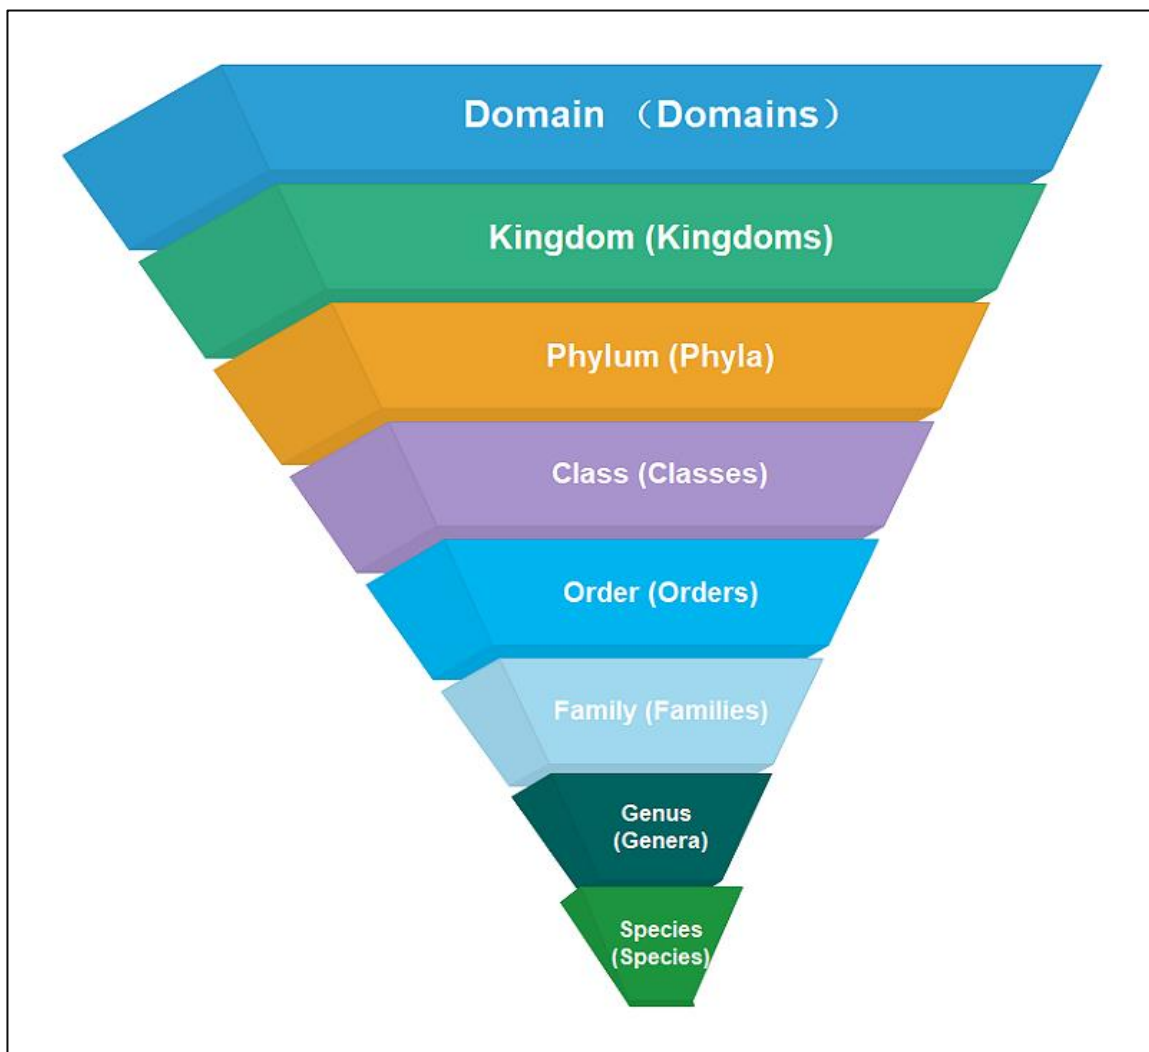 Domain （Domains）
Kingdom (Kingdoms)
Phylum (Phyla)
Class (Classes)
Order (Orders)
Family (Families)
Genus
(Genera)
Species
(Species)